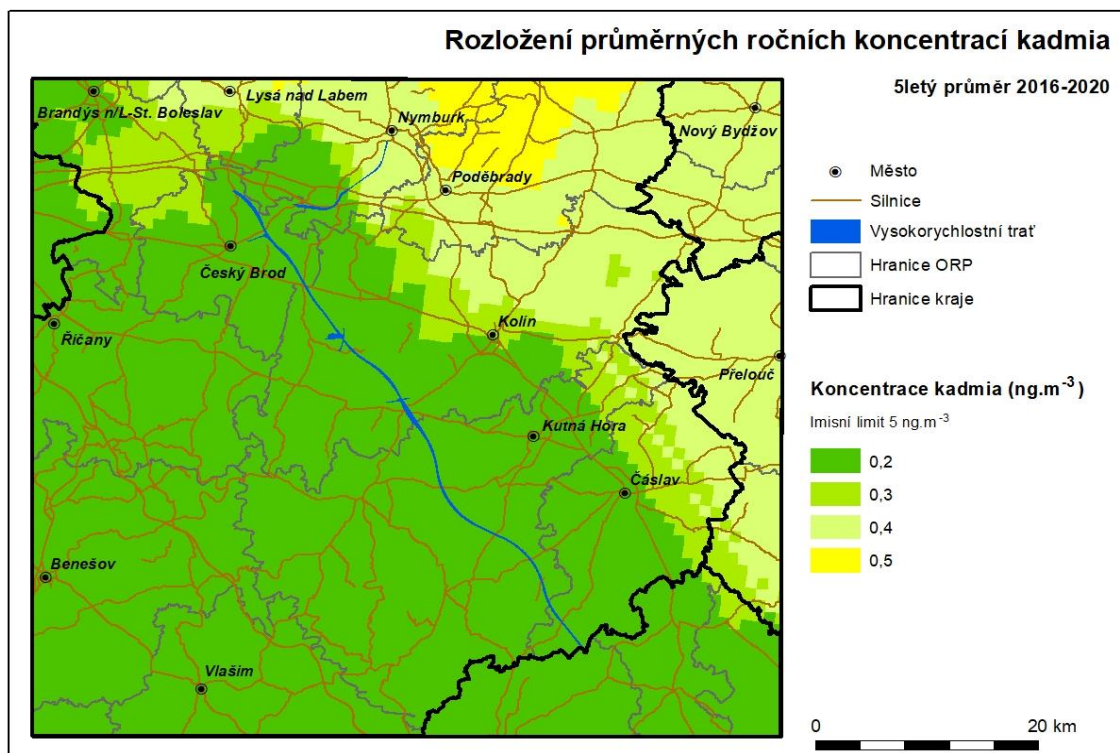 Rozložení průměrných ročních koncentrací kadmia
5letý průměr 2016-2020
Brandýs n/L-St. Boleslav
Lysá nad Labem
Nymburk
Nový Bydžov
Poděbrady
Český Brod
Říčany
Kolín
Přelouč
Kutná Hora
Čáslav
Benešov
Vlašim
Město
Silnice
Vysokorychlostní trať
Hranice ORP
Hranice kraje
Koncentrace kadmia (ng.m⁻³)
Imisní limit 5 ng.m⁻³
0,2
0,3
0,4
0,5
0 20 km